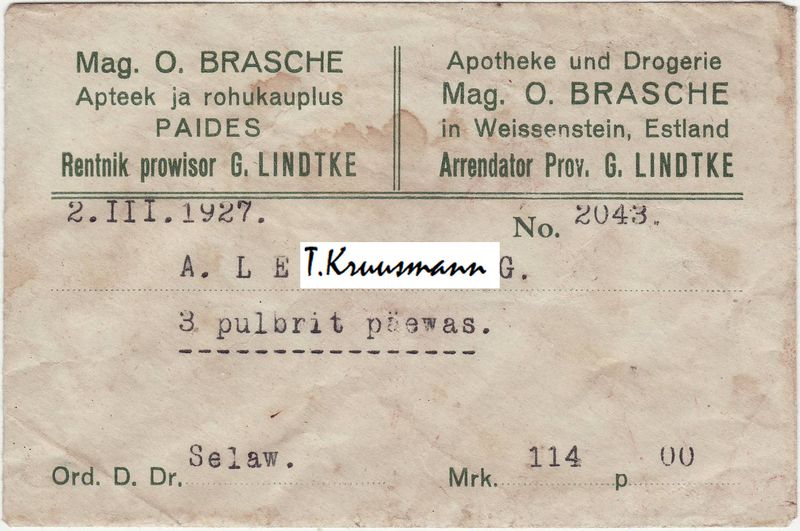 Mag. O. BRASCHE
Apteek ja rohukauplus
PAIDES
Rentnik prowisor G. LINDTKE
Apotheke und Drogerie
Mag. O. BRASCHE
in Weissenstein, Estland
Arrendator Prov. G. LINDTKE
2.III.1927.
No. 2043.
A. L E T.Kruusmann G.
3 pulbrit päewas.
Ord. D. Dr. Selaw. Mrk. 114 p 00